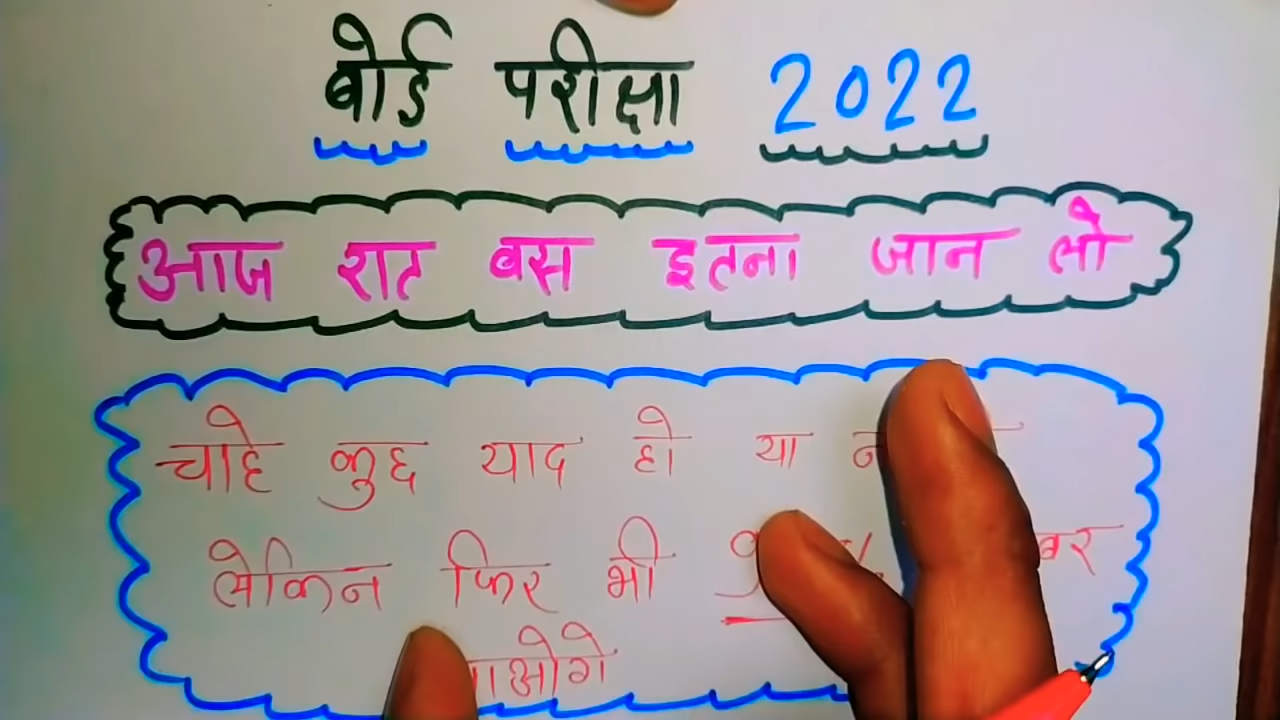 बोर्ड परीक्षा 2022
आज रात बस इतना जान लो
चाहे कुछ याद हो या
लेकिन फिर भी